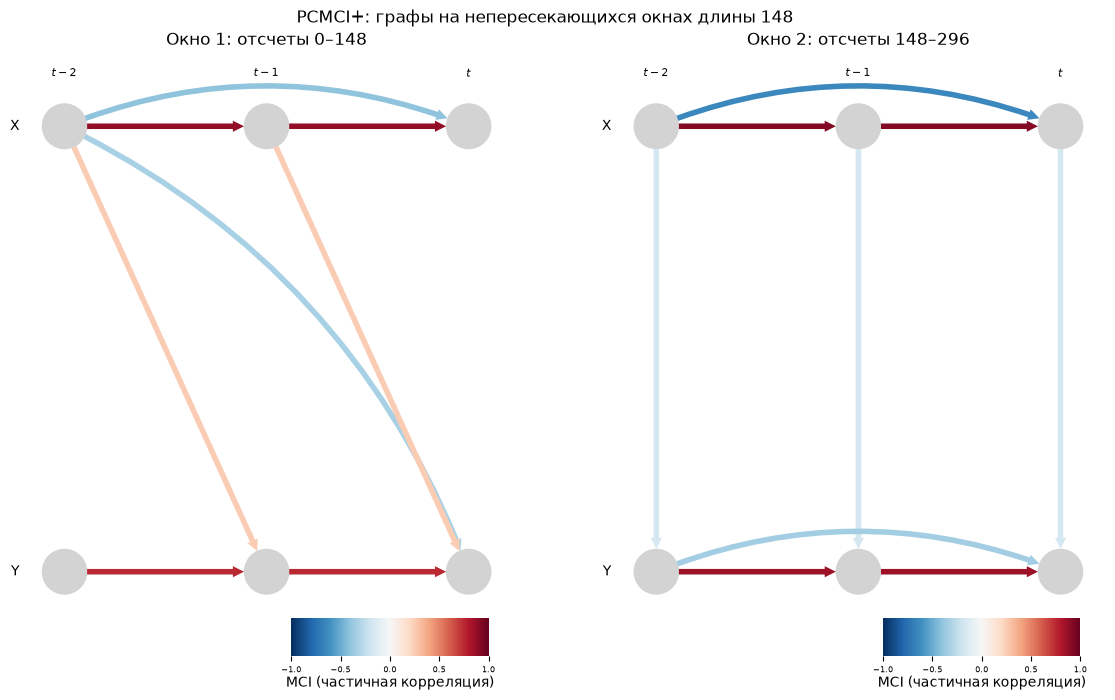 PCMCI+: графы на непересекающихся окнах длины 148
Окно 1: отсчеты 0–148
Окно 2: отсчеты 148–296
t − 2
t − 1
t
t − 2
t − 1
t
X
X
Y
Y
−1.0 −0.5 0.0 0.5 1.0
MCI (частичная корреляция)
−1.0 −0.5 0.0 0.5 1.0
MCI (частичная корреляция)